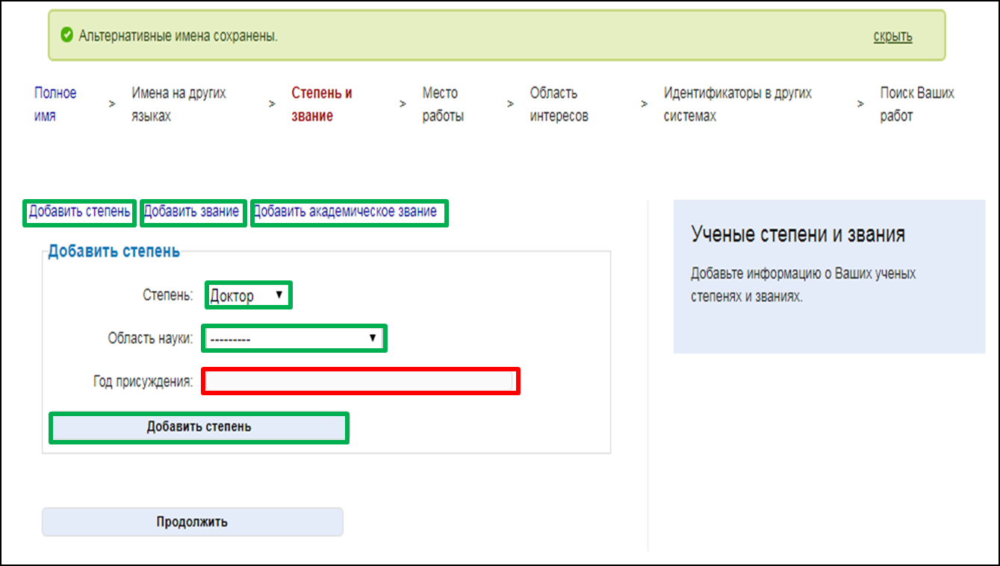 Альтернативные имена сохранены. скрыть
Полное имя > Имена на других языках > Степень и звание > Место работы > Область интересов > Идентификаторы в других системах > Поиск Ваших работ
Добавить степень Добавить звание Добавить академическое звание
Добавить степень
Степень: Доктор ▼
Область науки: --------- ▼
Год присуждения:
Добавить степень
Продолжить
Ученые степени и звания
Добавьте информацию о Ваших ученых
степенях и званиях.